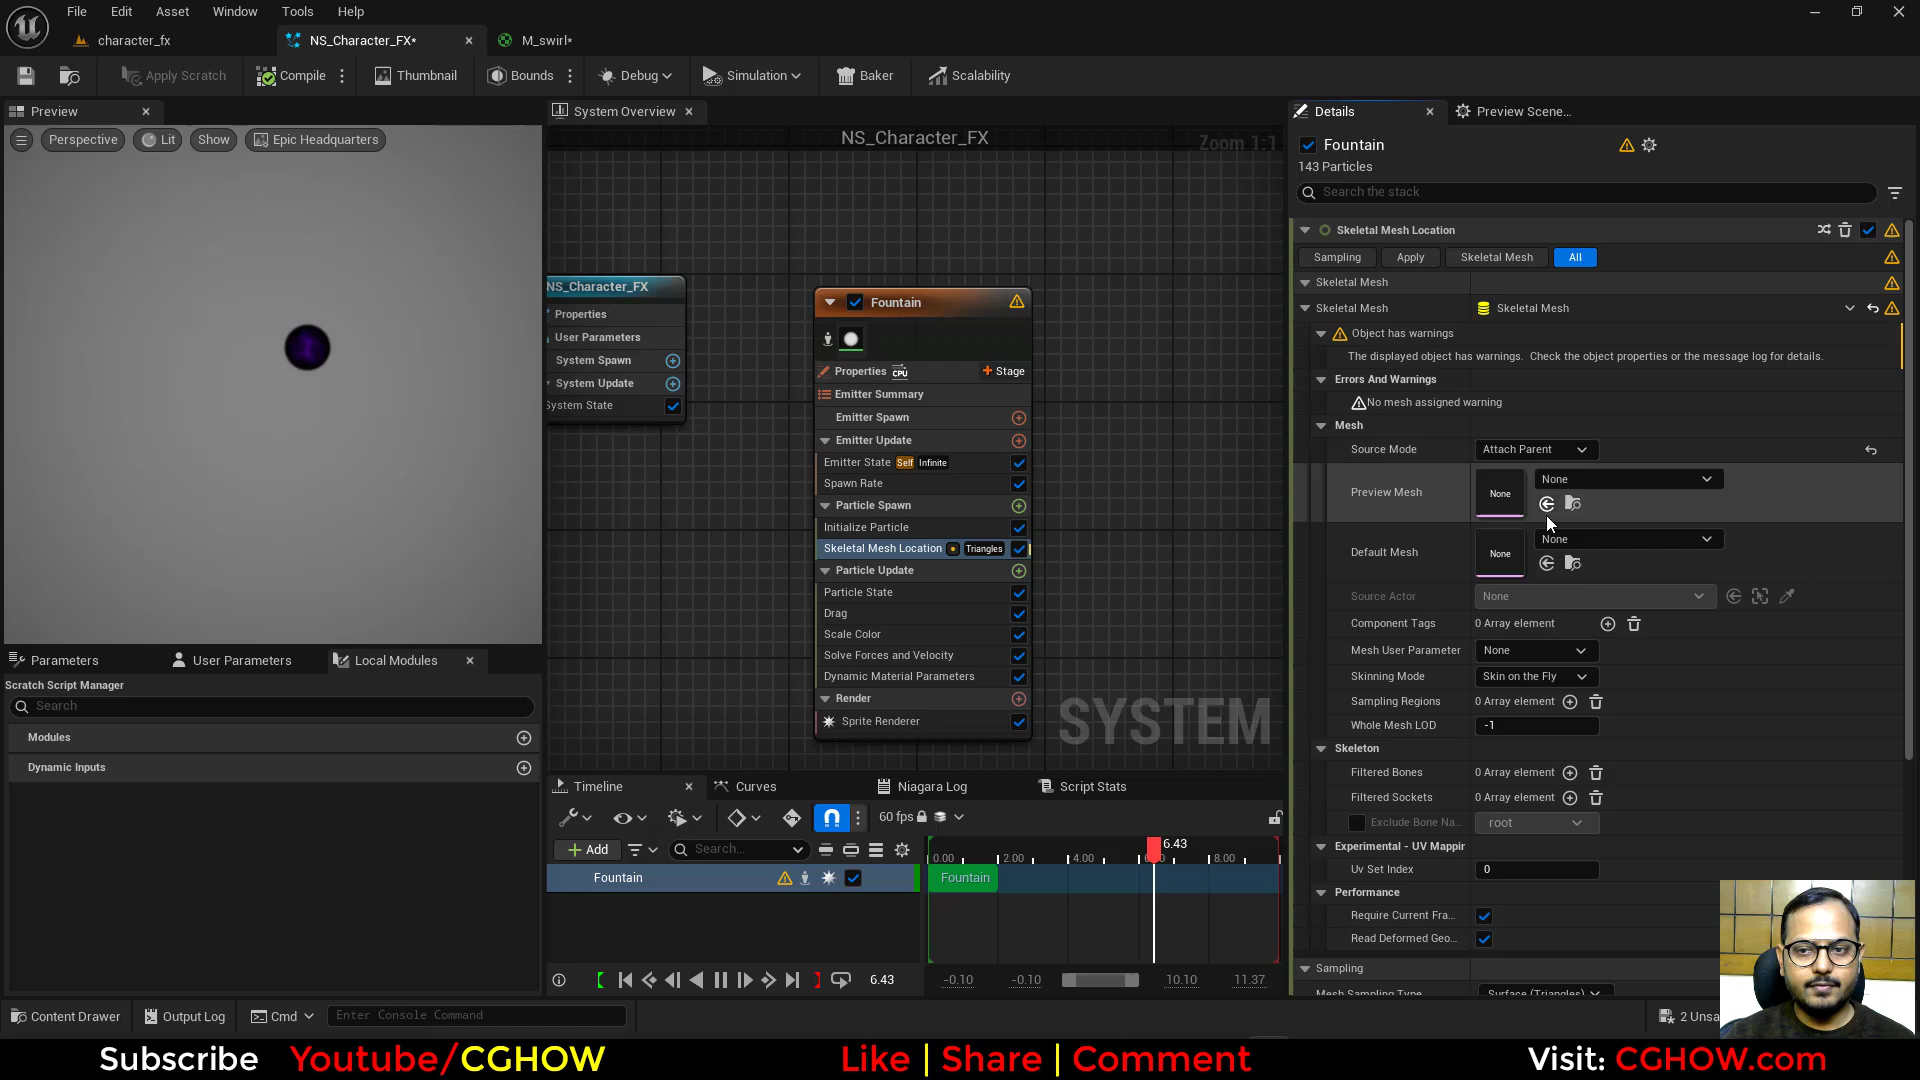 File Edit Asset Window Tools Help
character_fx NS_Character_FX* M_swirl*
Apply Scratch Compile Thumbnail Bounds Debug Simulation Baker Scalability
Preview System Overview Details Preview Scene...
Perspective Lit Show Epic Headquarters
NS_Character_FX
Zoom 1:1
Fountain
143 Particles
Search the stack
Skeletal Mesh Location
Sampling Apply Skeletal Mesh All
Skeletal Mesh
Skeletal Mesh Skeletal Mesh
Object has warnings
The displayed object has warnings. Check the object properties or the message log for details.
Errors And Warnings
No mesh assigned warning
Mesh
Source Mode Attach Parent
Preview Mesh None None
Default Mesh None None
Source Actor None
Component Tags 0 Array element
Mesh User Parameter None
Skinning Mode Skin on the Fly
Sampling Regions 0 Array element
Whole Mesh LOD -1
Skeleton
Filtered Bones 0 Array element
Filtered Sockets 0 Array element
Exclude Bone Na... root
Experimental - UV Mappir
Uv Set Index 0
Performance
Require Current Fra...
Read Deformed Geo...
Sampling
Mesh Sampling Type Surface (Triangles)
NS_Character_FX
Properties
User Parameters
System Spawn
System Update
System State
Fountain
Properties CPU Stage
Emitter Summary
Emitter Spawn
Emitter Update
Emitter State Self Infinite
Spawn Rate
Particle Spawn
Initialize Particle
Skeletal Mesh Location Triangles
Particle Update
Particle State
Drag
Scale Color
Solve Forces and Velocity
Dynamic Material Parameters
Render
Sprite Renderer
SYSTEM
Parameters User Parameters Local Modules
Scratch Script Manager
Search
Modules
Dynamic Inputs
Timeline Curves Niagara Log Script Stats
60 fps
Add Search...
6.43
0.00 2.00 4.00 8.00
Fountain Fountain
6.43 -0.10 -0.10 10.10 11.37
Content Drawer Output Log Cmd Enter Console Command 2 Unsa
Subscribe Youtube/CGHOW Like | Share | Comment Visit: CGHOW.com